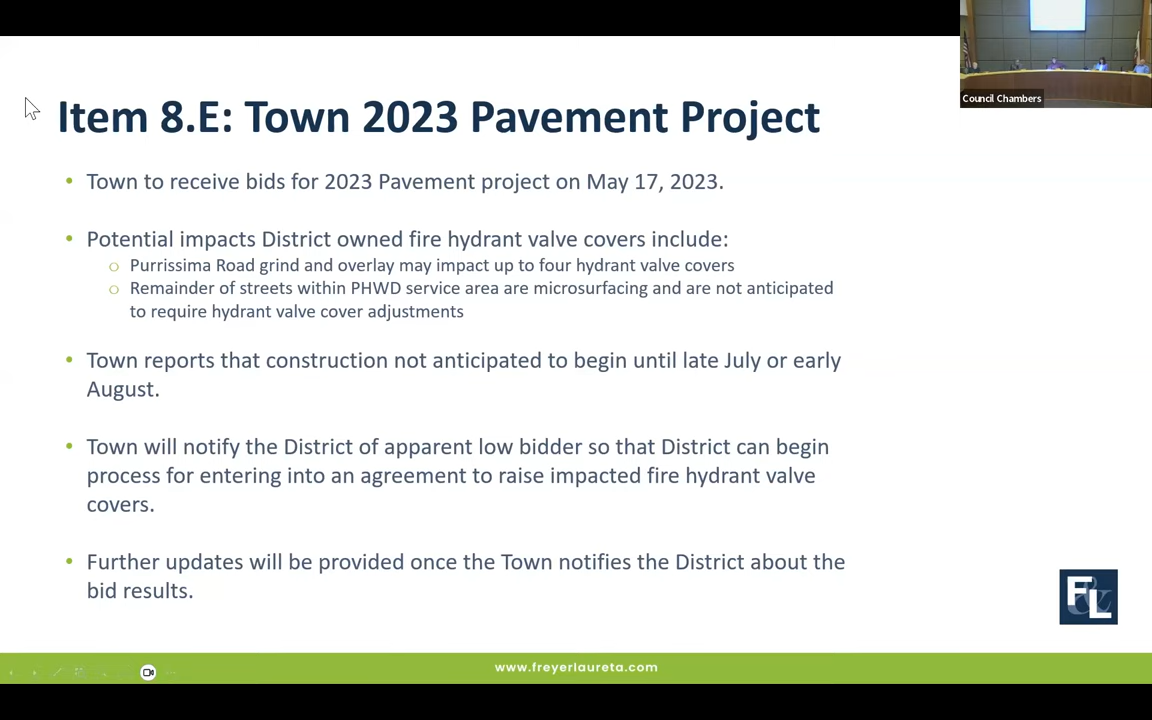 Council Chambers
Item 8.E: Town 2023 Pavement Project
• Town to receive bids for 2023 Pavement project on May 17, 2023.
• Potential impacts District owned fire hydrant valve covers include:
o Purrissima Road grind and overlay may impact up to four hydrant valve covers
o Remainder of streets within PHWD service area are microsurfacing and are not anticipated
to require hydrant valve cover adjustments
• Town reports that construction not anticipated to begin until late July or early
August.
• Town will notify the District of apparent low bidder so that District can begin
process for entering into an agreement to raise impacted fire hydrant valve
covers.
• Further updates will be provided once the Town notifies the District about the
bid results.
F&L
www.freyerlaureta.com